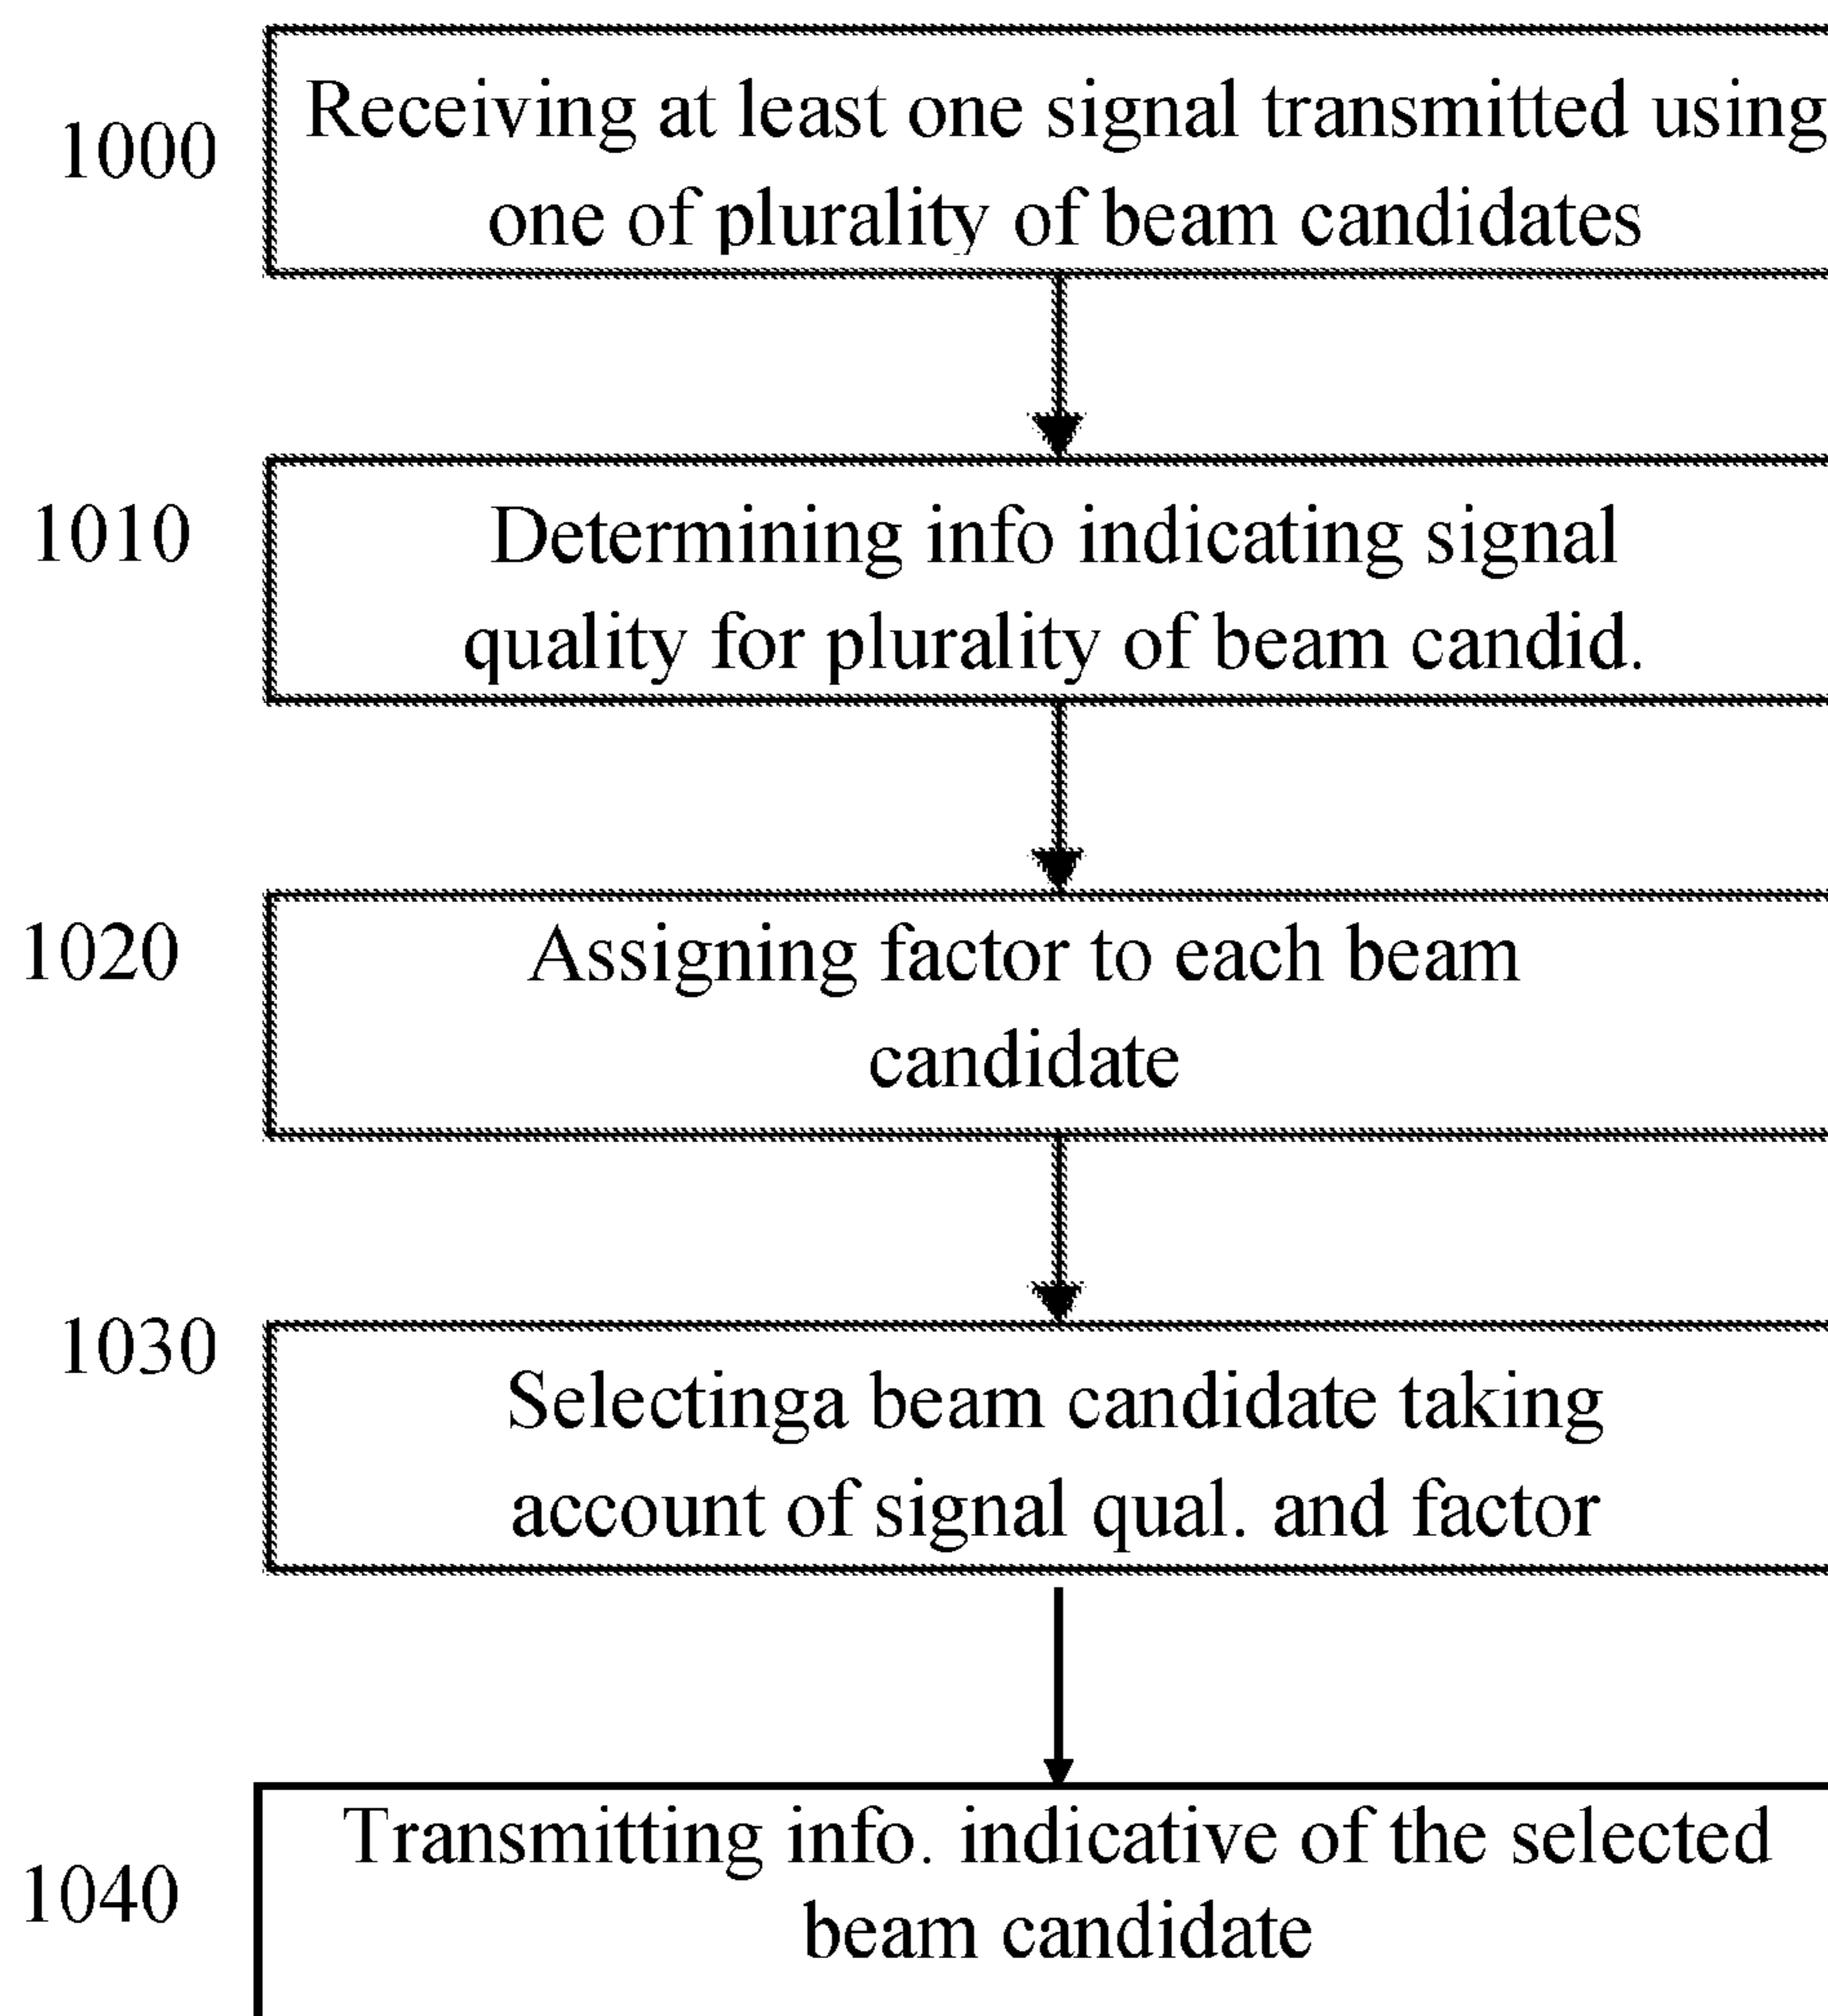 1000
Receiving at least one signal transmitted using
one of plurality of beam candidates
1010
Determining info indicating signal
quality for plurality of beam candid.
1020
Assigning factor to each beam
candidate
1030
Selectinga beam candidate taking
account of signal qual. and factor
1040
Transmitting info. indicative of the selected
beam candidate